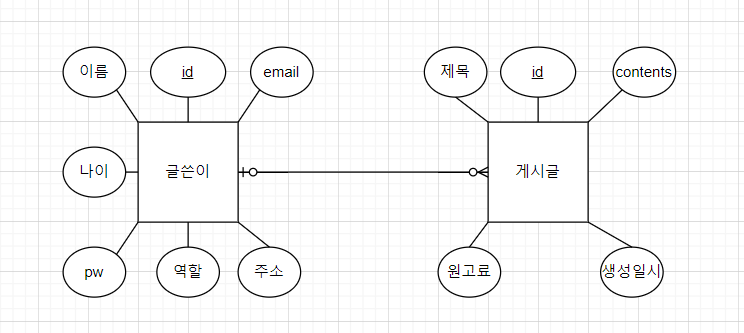 이름
id
email
제목
id
contents
나이
글쓴이
게시글
pw
역할
주소
원고료
생성일시